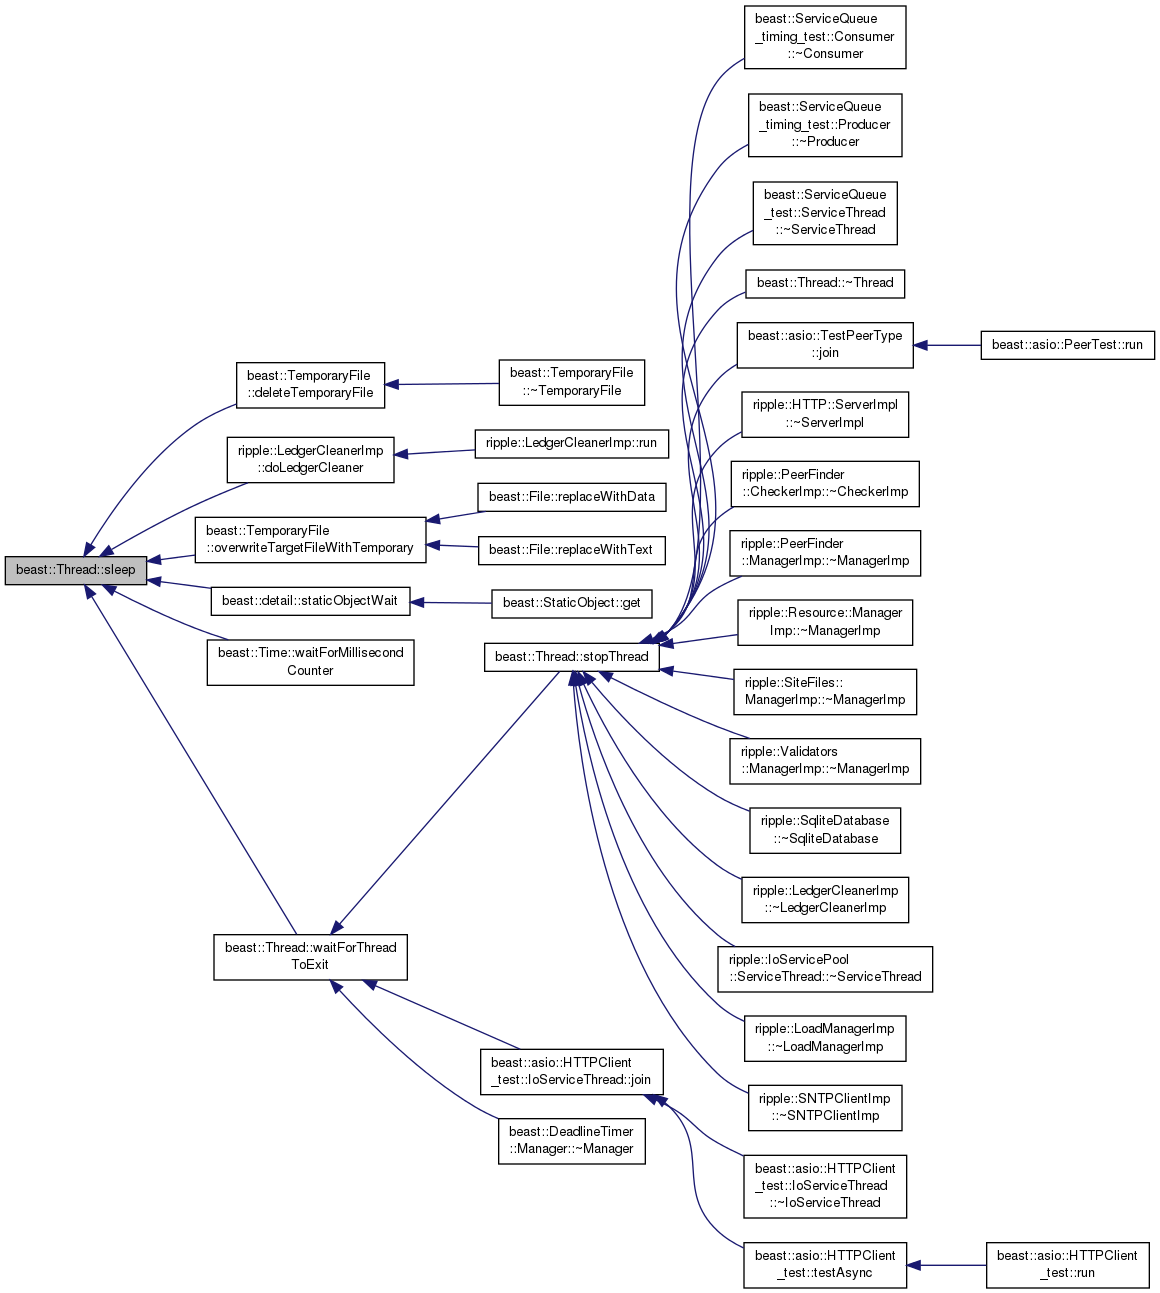 beast::Thread::sleep
beast::TemporaryFile
::deleteTemporaryFile
ripple::LedgerCleanerImp
::doLedgerCleaner
beast::TemporaryFile
::overwriteTargetFileWithTemporary
beast::detail::staticObjectWait
beast::Time::waitForMillisecond
Counter
beast::Thread::waitForThread
ToExit
beast::TemporaryFile
::~TemporaryFile
ripple::LedgerCleanerImp::run
beast::File::replaceWithData
beast::File::replaceWithText
beast::StaticObject::get
beast::Thread::stopThread
beast::asio::HTTPClient
_test::IoServiceThread::join
beast::DeadlineTimer
::Manager::~Manager
beast::ServiceQueue
_timing_test::Consumer
::~Consumer
beast::ServiceQueue
_timing_test::Producer
::~Producer
beast::ServiceQueue
_test::ServiceThread
::~ServiceThread
beast::Thread::~Thread
beast::asio::TestPeerType
::join
ripple::HTTP::ServerImpl
::~ServerImpl
ripple::PeerFinder
::CheckerImp::~CheckerImp
ripple::PeerFinder
::ManagerImp::~ManagerImp
ripple::Resource::Manager
Imp::~ManagerImp
ripple::SiteFiles::
ManagerImp::~ManagerImp
ripple::Validators
::ManagerImp::~ManagerImp
ripple::SqliteDatabase
::~SqliteDatabase
ripple::LedgerCleanerImp
::~LedgerCleanerImp
ripple::IoServicePool
::ServiceThread::~ServiceThread
ripple::LoadManagerImp
::~LoadManagerImp
ripple::SNTPClientImp
::~SNTPClientImp
beast::asio::HTTPClient
_test::IoServiceThread
::~IoServiceThread
beast::asio::HTTPClient
_test::testAsync
beast::asio::PeerTest::run
beast::asio::HTTPClient
_test::run